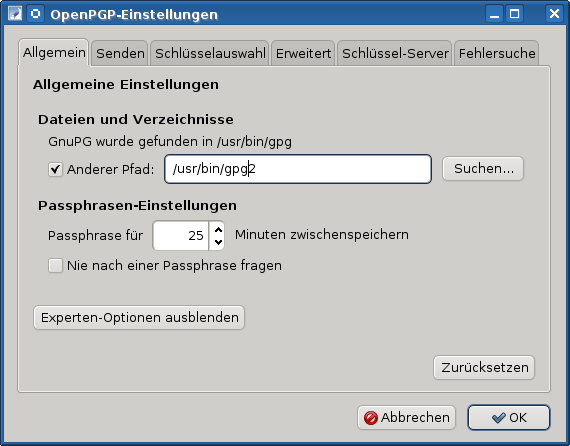 OpenPGP-Einstellungen
Allgemein Senden Schlüsselauswahl Erweitert Schlüssel-Server Fehlersuche
Allgemeine Einstellungen
Dateien und Verzeichnisse
GnuPG wurde gefunden in /usr/bin/gpg
Anderer Pfad: /usr/bin/gpg2 Suchen...
Passphrasen-Einstellungen
Passphrase für 25 Minuten zwischenspeichern
Nie nach einer Passphrase fragen
Experten-Optionen ausblenden
Zurücksetzen
Abbrechen OK